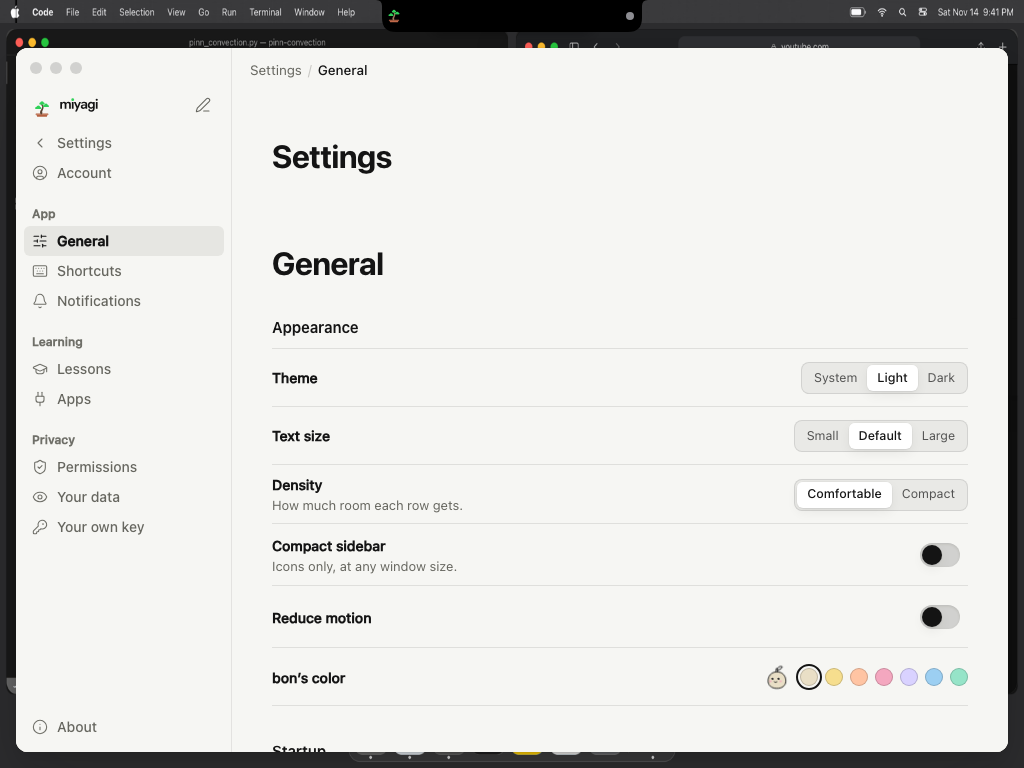 Code File Edit Selection View Go Run Terminal Window Help
Sat Nov 14 9:41 PM
pinn_convection.py — pinn-convection
youtube.com
Settings / General
miyagi
Settings
Account
App
General
Shortcuts
Notifications
Learning
Lessons
Apps
Privacy
Permissions
Your data
Your own key
About
Settings
General
Appearance
Theme
System Light Dark
Text size
Small Default Large
Density
How much room each row gets.
Comfortable Compact
Compact sidebar
Icons only, at any window size.
Reduce motion
bon’s color
Startup